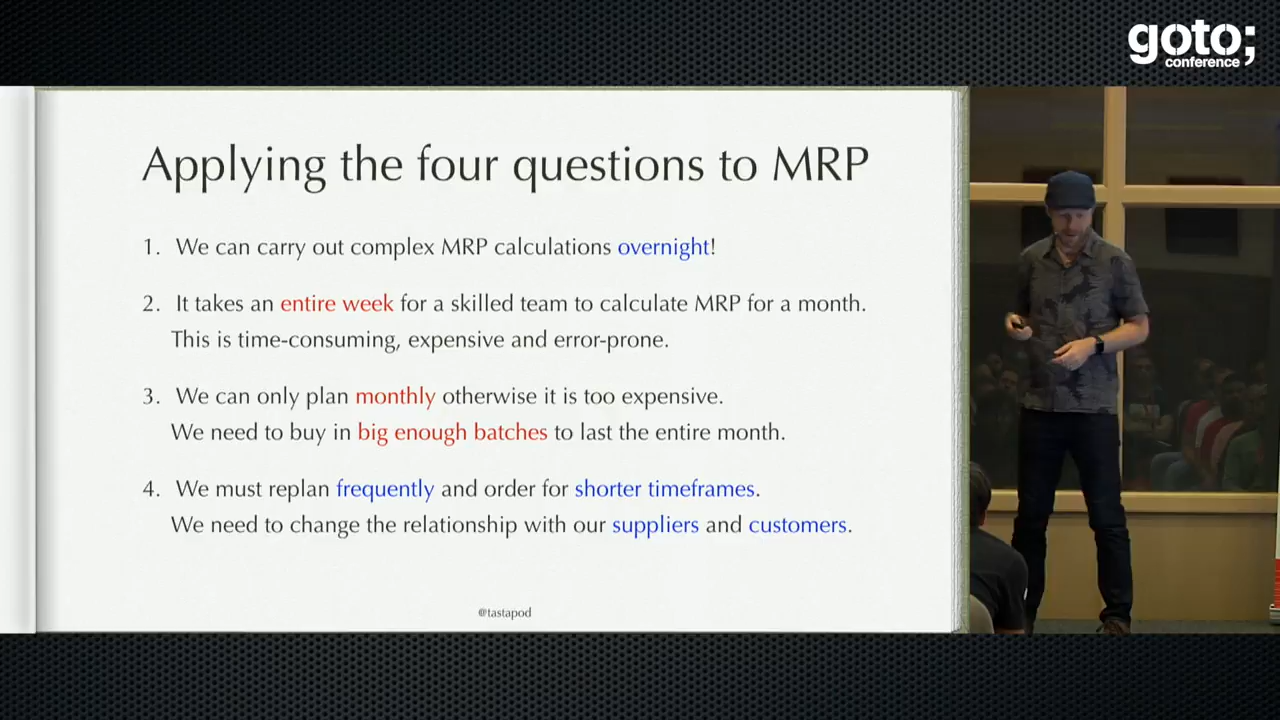 goto;
conference
Applying the four questions to MRP
1. We can carry out complex MRP calculations overnight!
2. It takes an entire week for a skilled team to calculate MRP for a month.
This is time-consuming, expensive and error-prone.
3. We can only plan monthly otherwise it is too expensive.
We need to buy in big enough batches to last the entire month.
4. We must replan frequently and order for shorter timeframes.
We need to change the relationship with our suppliers and customers.
@tastapod